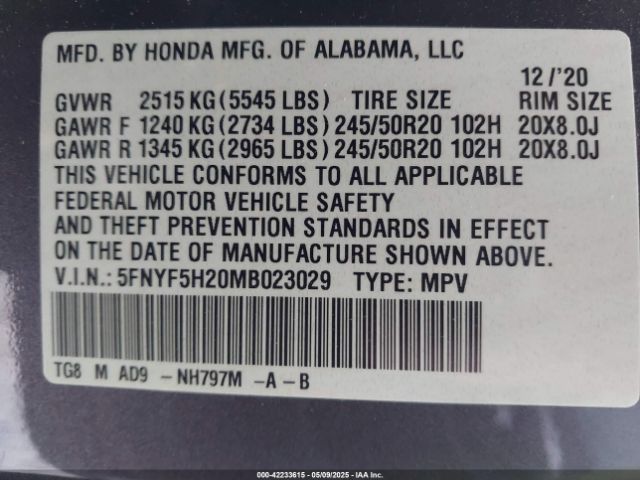 MFD. BY HONDA MFG. OF ALABAMA, LLC
12/'20
GVWR 2515 KG (5545 LBS) TIRE SIZE RIM SIZE
GAWR F 1240 KG (2734 LBS) 245/50R20 102H 20X8.0J
GAWR R 1345 KG (2965 LBS) 245/50R20 102H 20X8.0J
THIS VEHICLE CONFORMS TO ALL APPLICABLE
FEDERAL MOTOR VEHICLE SAFETY
AND THEFT PREVENTION STANDARDS IN EFFECT
ON THE DATE OF MANUFACTURE SHOWN ABOVE.
V.I.N.: 5FNYF5H20MB023029 TYPE: MPV
TG8 M AD9 - NH797M - A - B
000-42233615 - 05/09/2025 - IAA Inc.